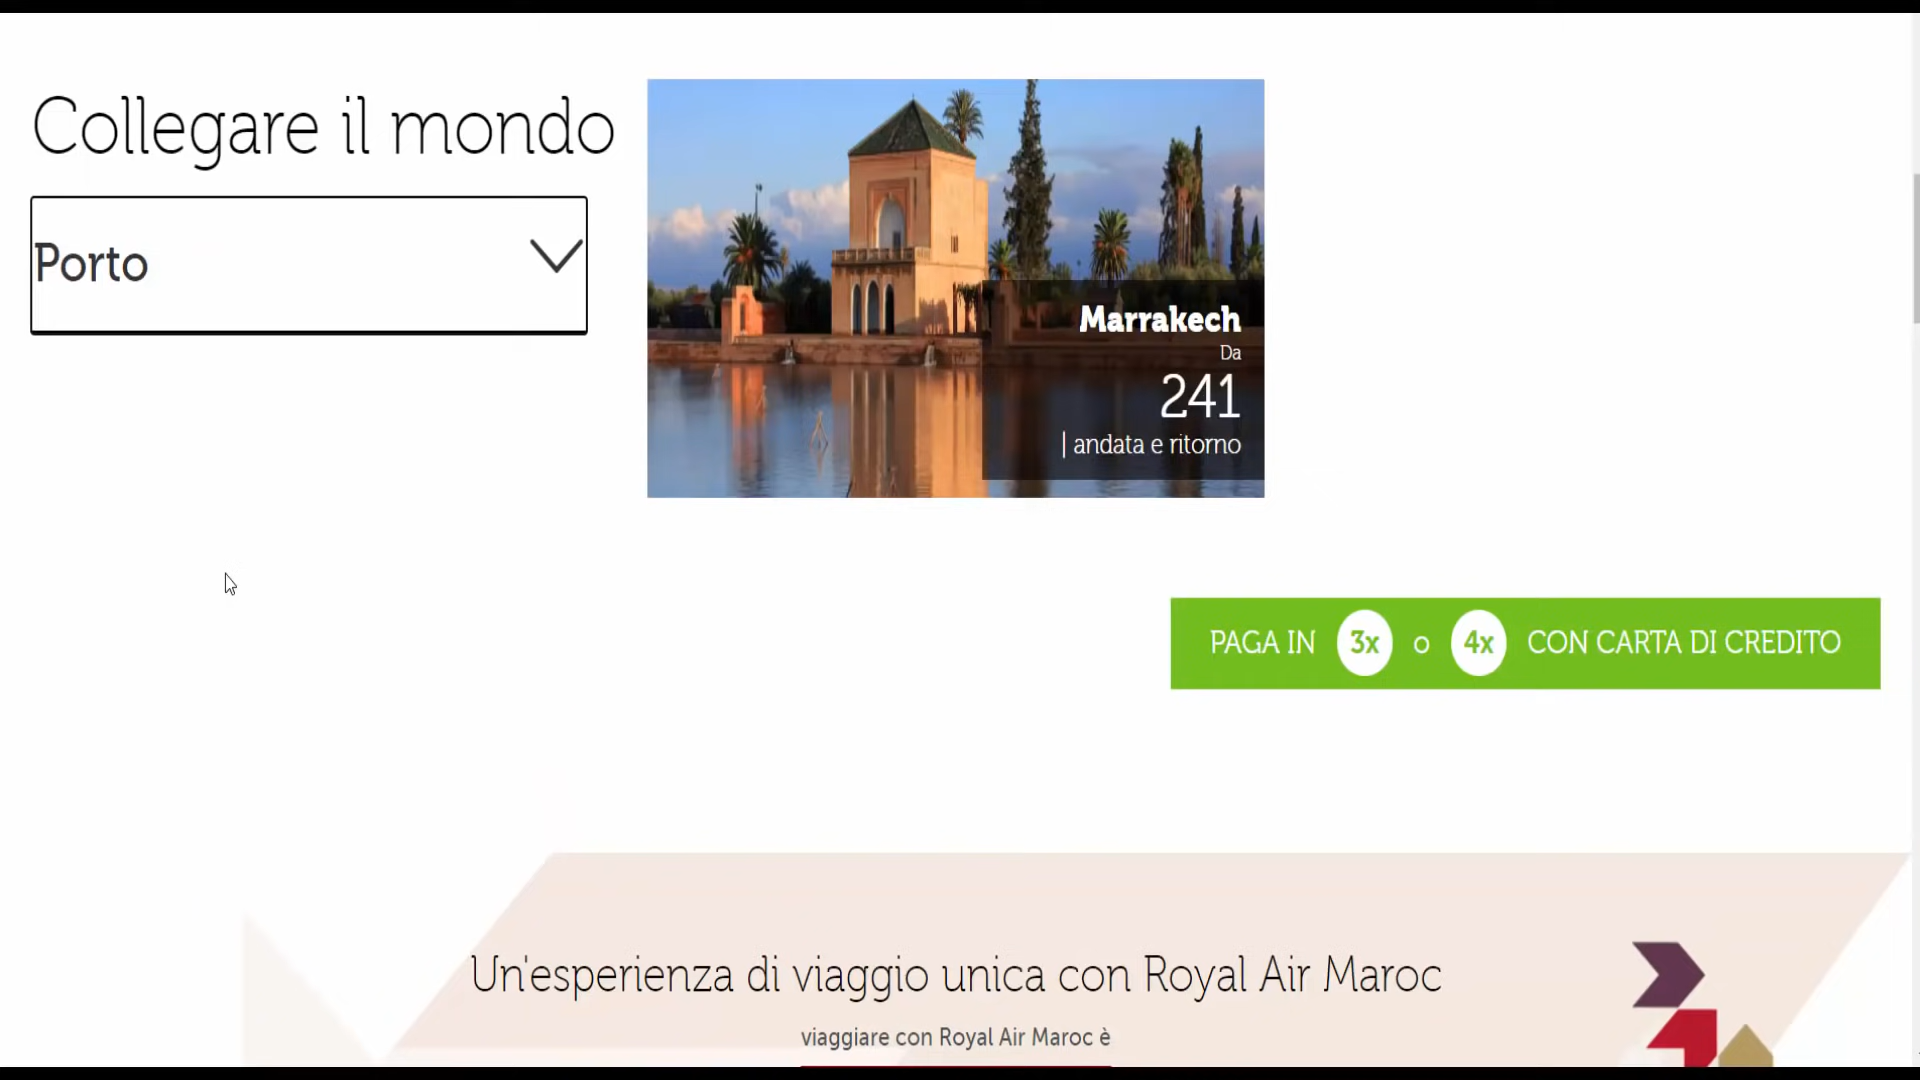 Collegare il mondo
Porto
Marrakech
Da
241
| andata e ritorno
PAGA IN 3x o 4x CON CARTA DI CREDITO
Un'esperienza di viaggio unica con Royal Air Maroc
viaggiare con Royal Air Maroc è